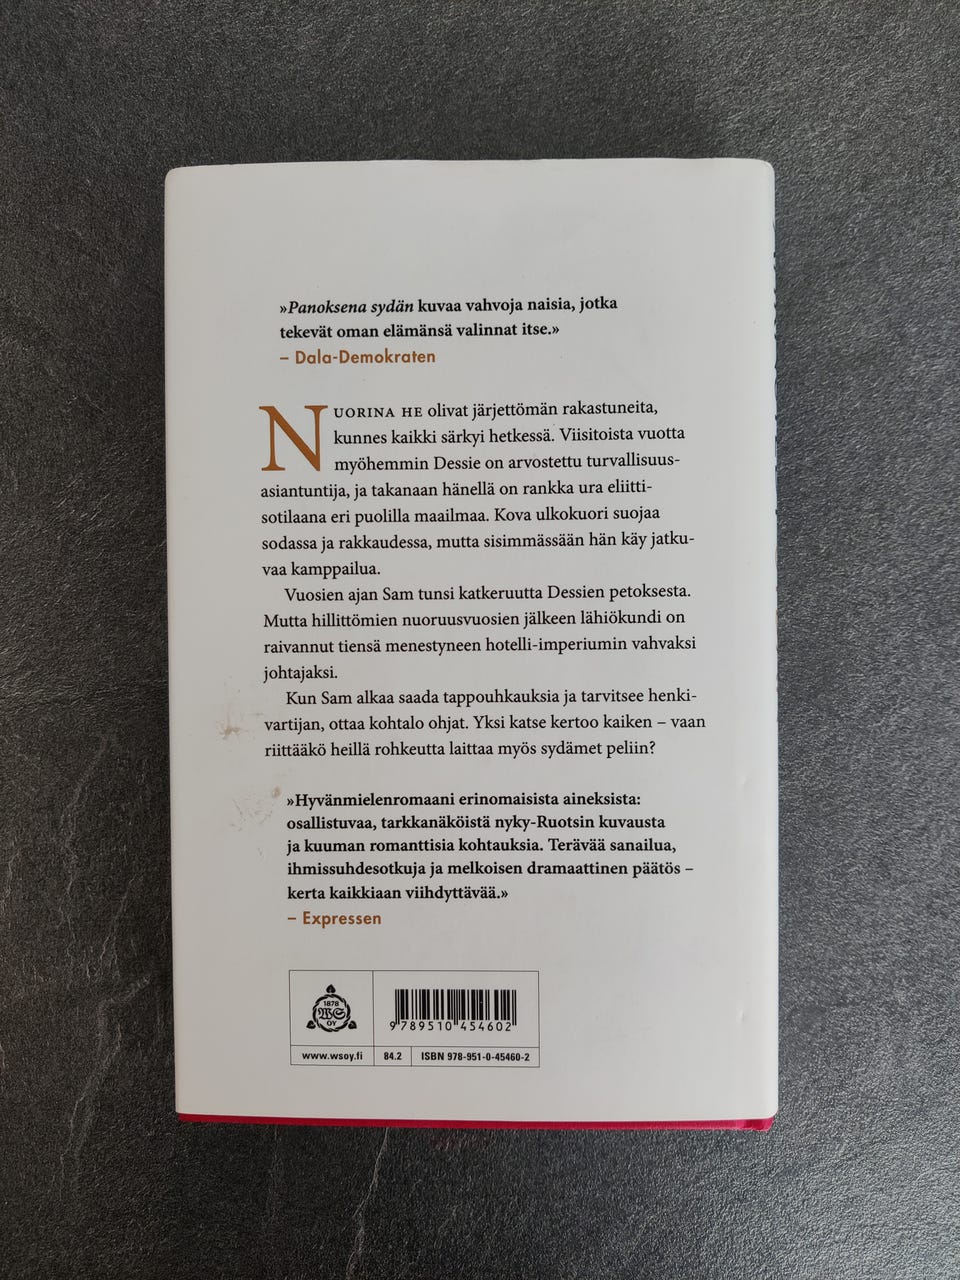 »Panoksena sydän kuvaa vahvoja naisia, jotka
tekevät oman elämänsä valinnat itse.»
– Dala-Demokraten
NUORINA HE olivat järjettömän rakastuneita,
kunnes kaikki särkyi hetkessä. Viisitoista vuotta
myöhemmin Dessie on arvostettu turvallisuus-
asiantuntija, ja takanaan hänellä on rankka ura eliitti-
sotilaana eri puolilla maailmaa. Kova ulkokuori suojaa
sodassa ja rakkaudessa, mutta sisimmässään hän käy jatku-
vaa kamppailua.
Vuosien ajan Sam tunsi katkeruutta Dessien petoksesta.
Mutta hillittömien nuoruusvuosien jälkeen lähiökundi on
raivannut tiensä menestyneen hotelli-imperiumin vahvaksi
johtajaksi.
Kun Sam alkaa saada tappouhkauksia ja tarvitsee henki-
vartijan, ottaa kohtalo ohjat. Yksi katse kertoo kaiken – vaan
riittääkö heillä rohkeutta laittaa myös sydämet peliin?
»Hyvänmielenromaani erinomaisista aineksista:
osallistuvaa, tarkkanäköistä nyky-Ruotsin kuvausta
ja kuuman romanttisia kohtauksia. Terävää sanailua,
ihmissuhdesotkuja ja melkoisen dramaattinen päätös –
kerta kaikkiaan viihdyttävää.»
– Expressen
1878
WS
OY
9789510454602
www.wsoy.fi
84.2
ISBN 978-951-0-45460-2